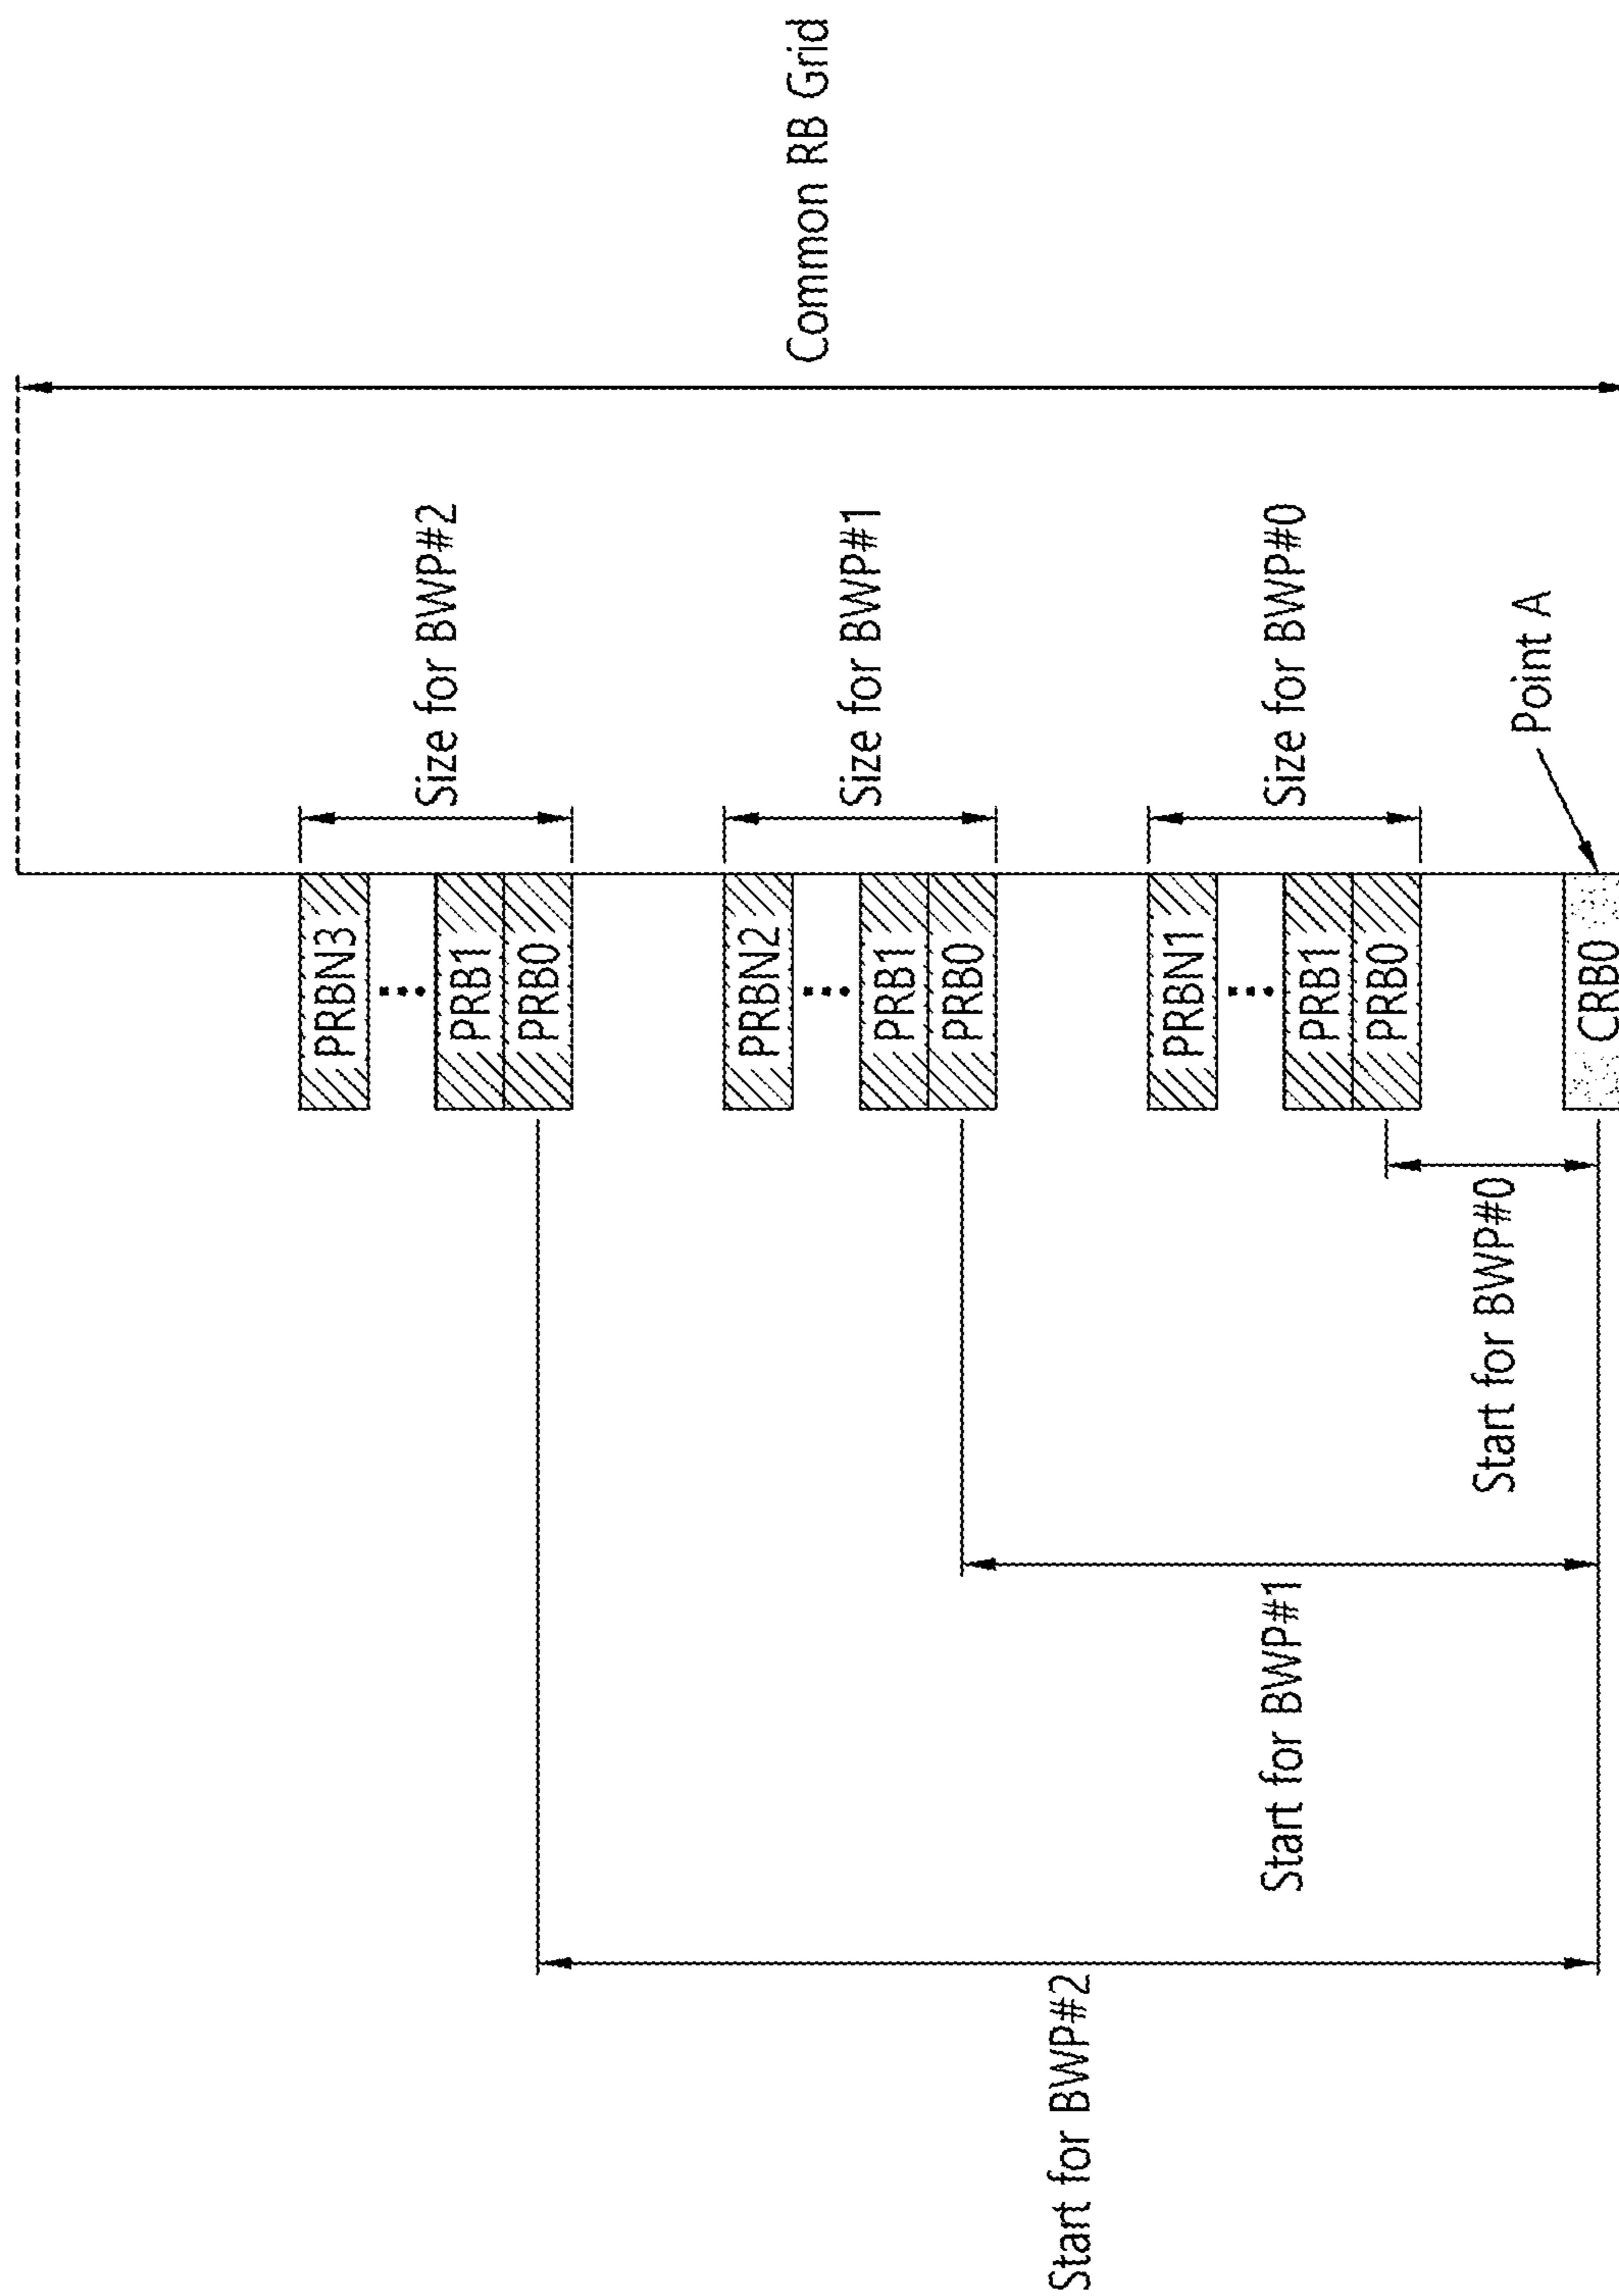 Common RB Grid
Size for BWP#2
Size for BWP#1
Size for BWP#0
Point A
PRBN3
PRB1
PRB0
PRBN2
PRB1
PRB0
PRBN1
PRB1
PRB0
CRB0
Start for BWP#0
Start for BWP#1
Start for BWP#2